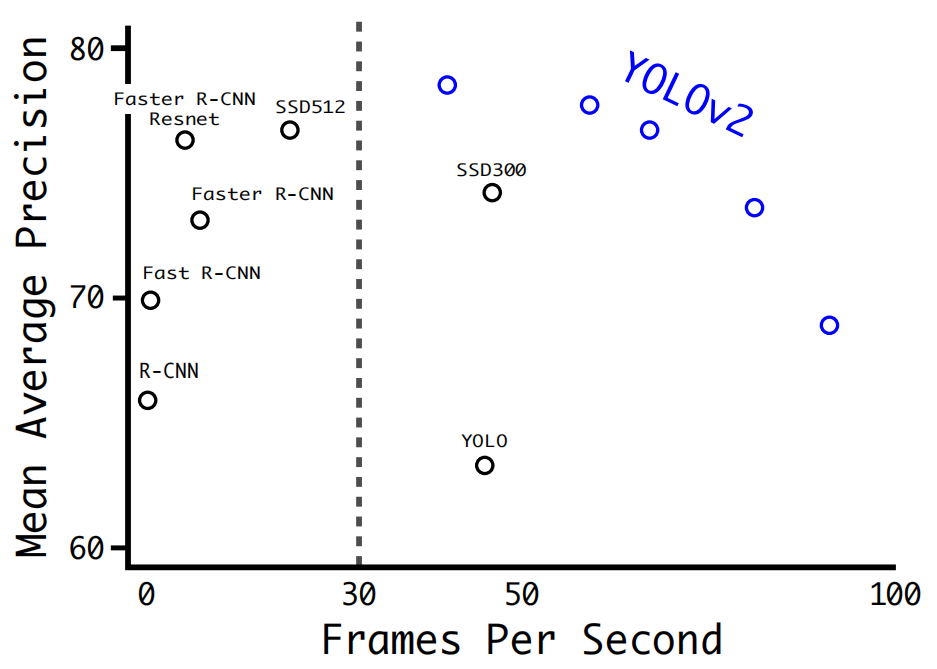 80
Faster R-CNN
Resnet
SSD512
YOLOv2
SSD300
Faster R-CNN
Fast R-CNN
70
R-CNN
YOLO
60
Mean Average Precision
0 30 50 100
Frames Per Second